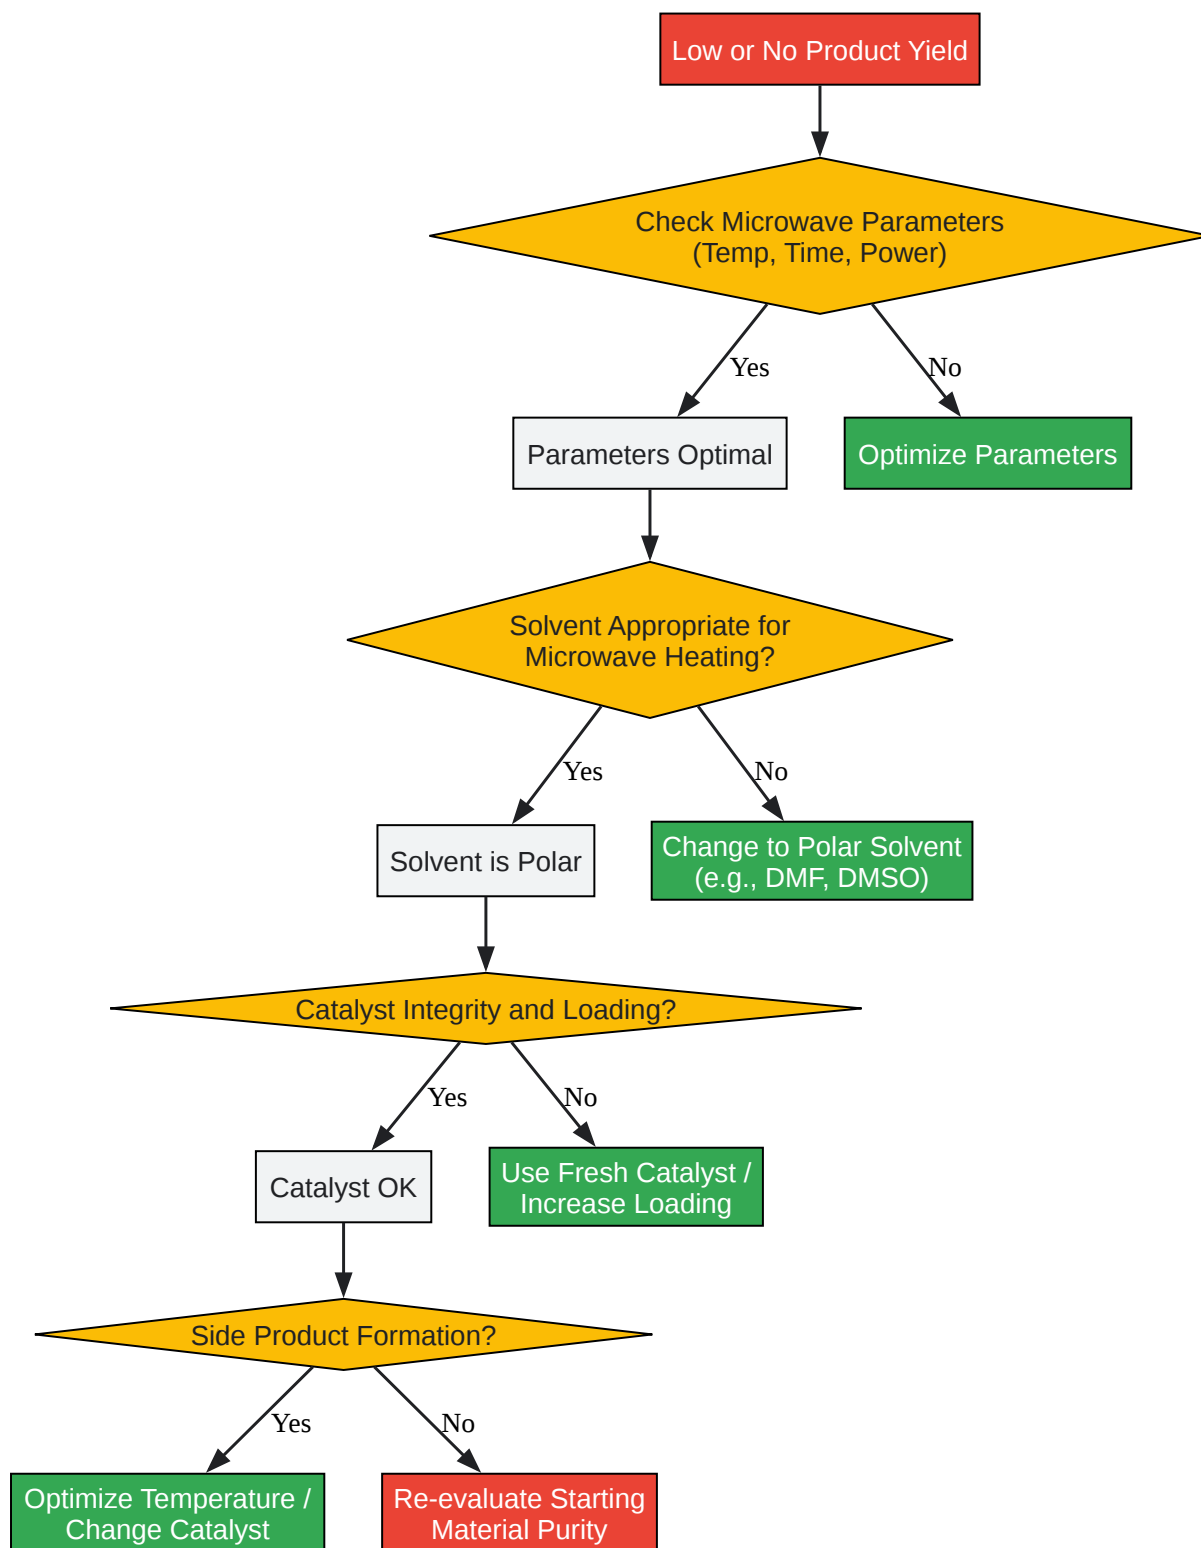 Low or No Product Yield
Check Microwave Parameters
(Temp, Time, Power)
Yes
No
Parameters Optimal
Optimize Parameters
Solvent Appropriate for
Microwave Heating?
Yes
No
Solvent is Polar
Change to Polar Solvent
(e.g., DMF, DMSO)
Catalyst Integrity and Loading?
Yes
No
Catalyst OK
Use Fresh Catalyst /
Increase Loading
Side Product Formation?
Yes
No
Optimize Temperature /
Change Catalyst
Re-evaluate Starting
Material Purity